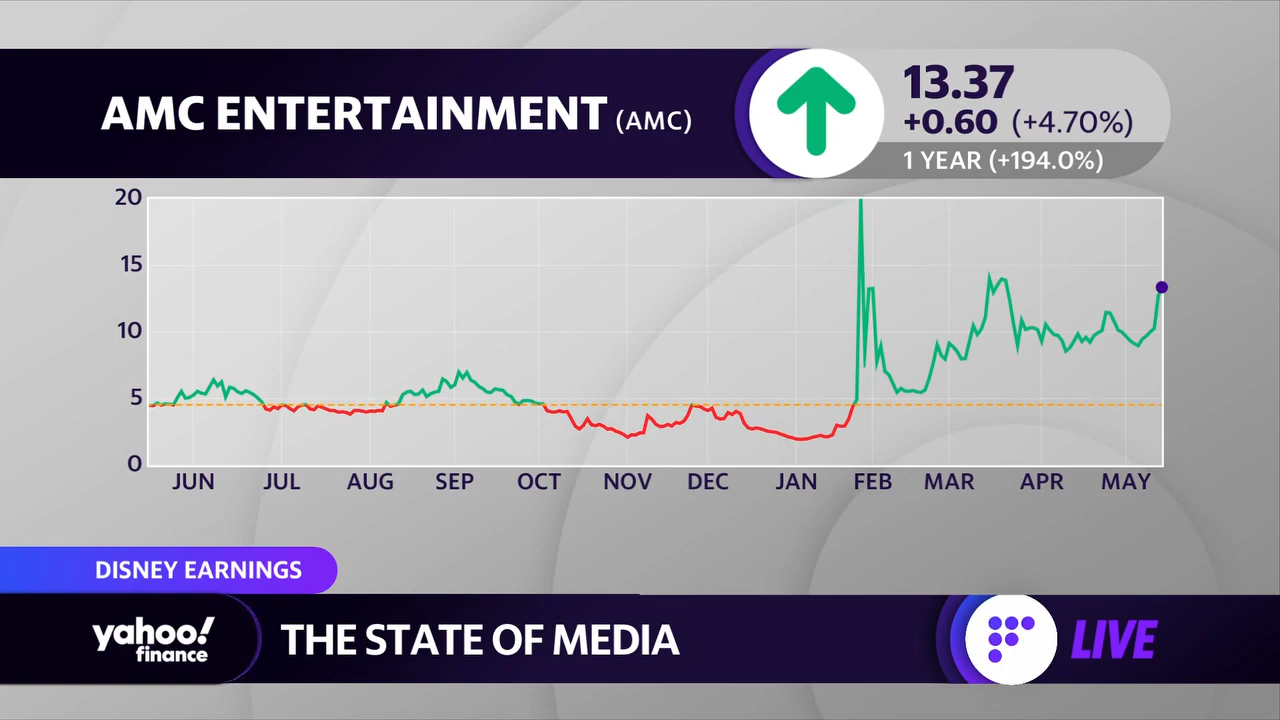 AMC ENTERTAINMENT (AMC)
13.37
+0.60 (+4.70%)
1 YEAR (+194.0%)
20
15
10
5
0
JUN JUL AUG SEP OCT NOV DEC JAN FEB MAR APR MAY
DISNEY EARNINGS
yahoo!
finance
THE STATE OF MEDIA
LIVE